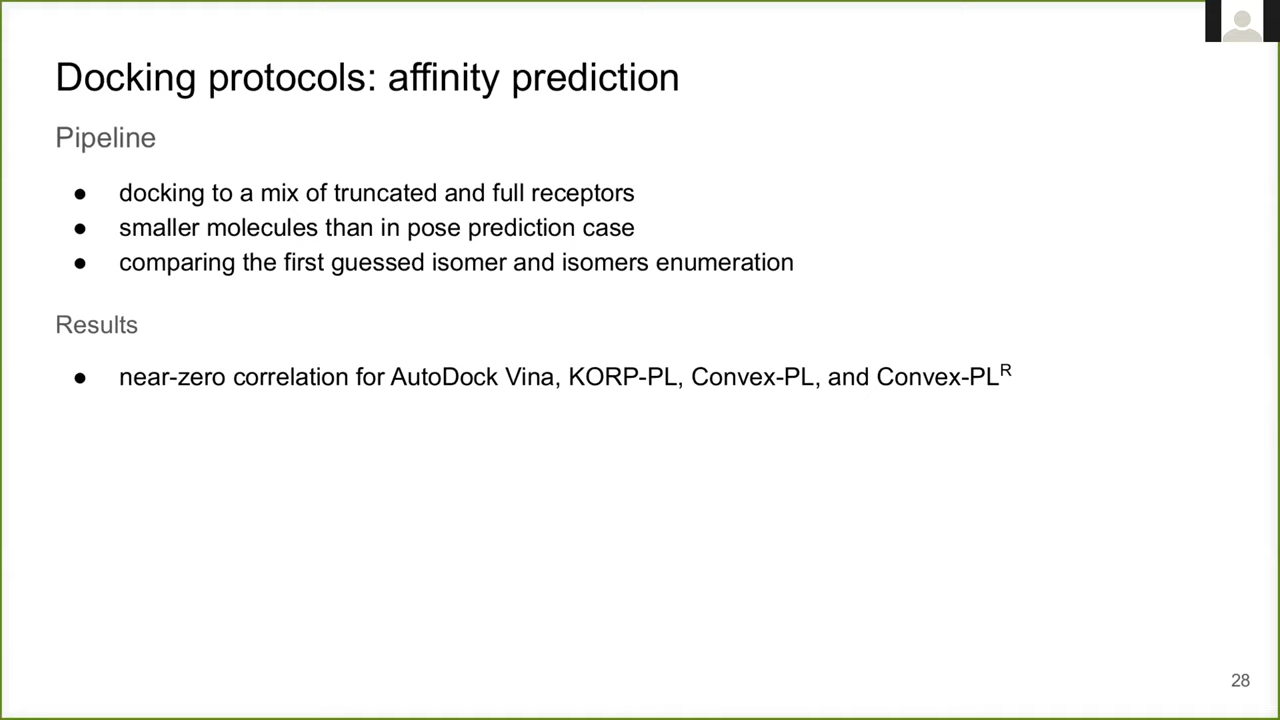 Docking protocols: affinity prediction
Pipeline
● docking to a mix of truncated and full receptors
● smaller molecules than in pose prediction case
● comparing the first guessed isomer and isomers enumeration
Results
● near-zero correlation for AutoDock Vina, KORP-PL, Convex-PL, and Convex-PLᴿ
28